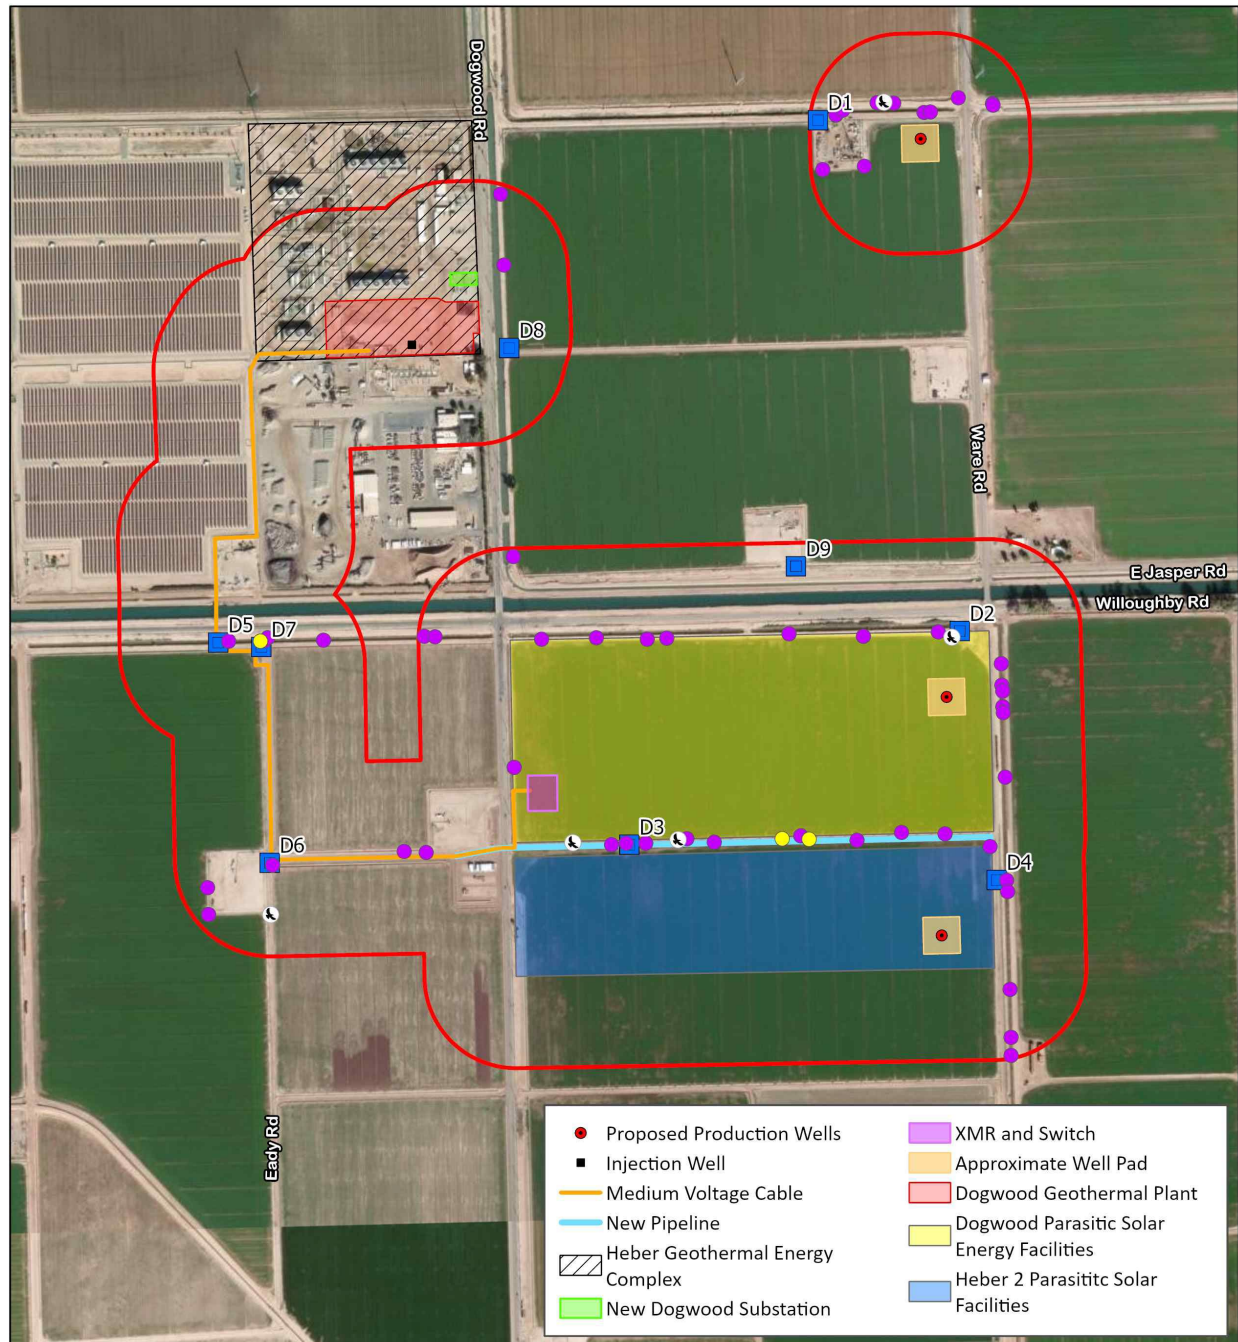 Dogwood Rd
D1
D8
Ware Rd
D9
E Jasper Rd
Willoughby Rd
D5
D7
D2
D3
D6
D4
Eady Rd
Proposed Production Wells
Injection Well
Medium Voltage Cable
New Pipeline
Heber Geothermal Energy
Complex
New Dogwood Substation
XMR and Switch
Approximate Well Pad
Dogwood Geothermal Plant
Dogwood Parasitic Solar
Energy Facilities
Heber 2 Parasititc Solar
Facilities